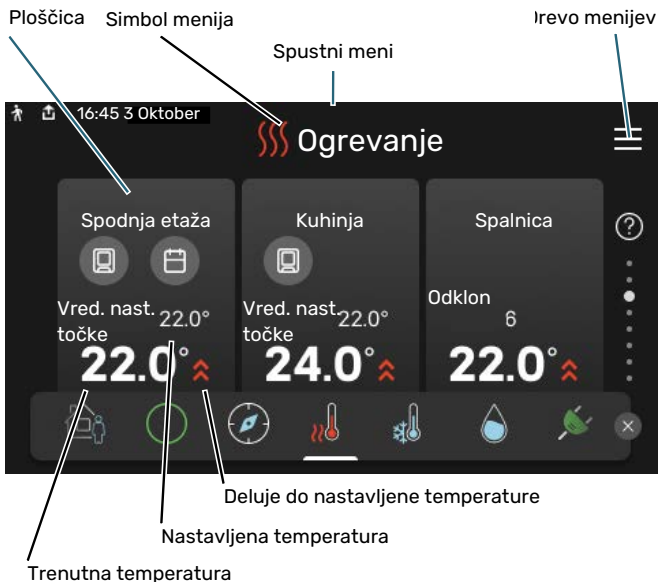 Ploščica
Simbol menija
Spustni meni
Drevo menijev
16:45 3 Oktober
Ogrevanje
?
Spodnja etaža
Kuhinja
Spalnica
Vred. nast.
točke
22.0°
Vred. nast.
točke
22.0°
Odklon
6
22.0°
24.0°
22.0°
Deluje do nastavljene temperature
Nastavljena temperatura
Trenutna temperatura